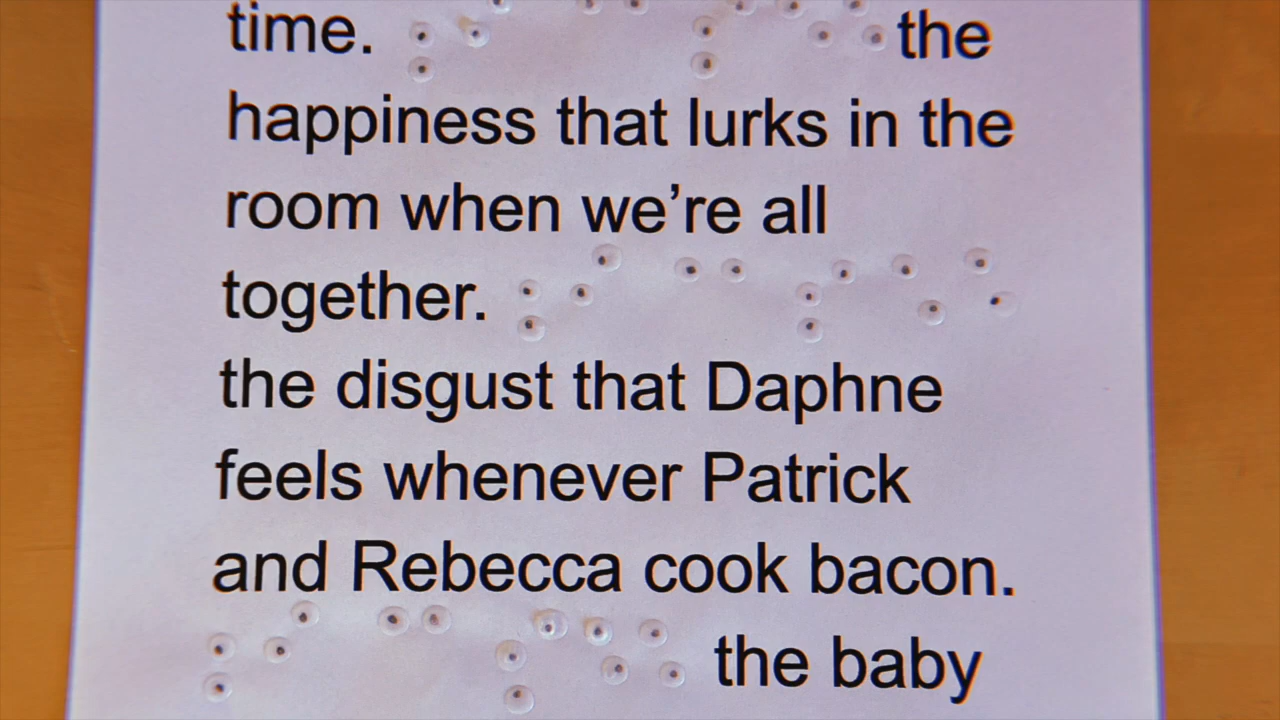 time. ⠰⠊ ⠉ ⠎⠑⠑ the
happiness that lurks in the
room when we’re all
together. ⠰⠊ ⠉ ⠎⠑⠑
the disgust that Daphne
feels whenever Patrick
and Rebecca cook bacon.
⠰⠊ ⠉ ⠎⠑⠑ the baby